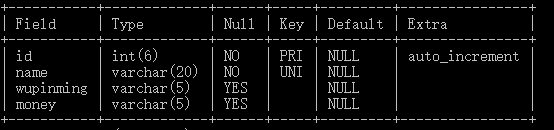 +-----------+-------------+------+-----+---------+----------------+
| Field | Type | Null | Key | Default | Extra |
+-----------+-------------+------+-----+---------+----------------+
| id | int(6) | NO | PRI | NULL | auto_increment |
| name | varchar(20) | NO | UNI | NULL | |
| wupinming | varchar(5) | YES | | NULL | |
| money | varchar(5) | YES | | NULL | |
+-----------+-------------+------+-----+---------+----------------+